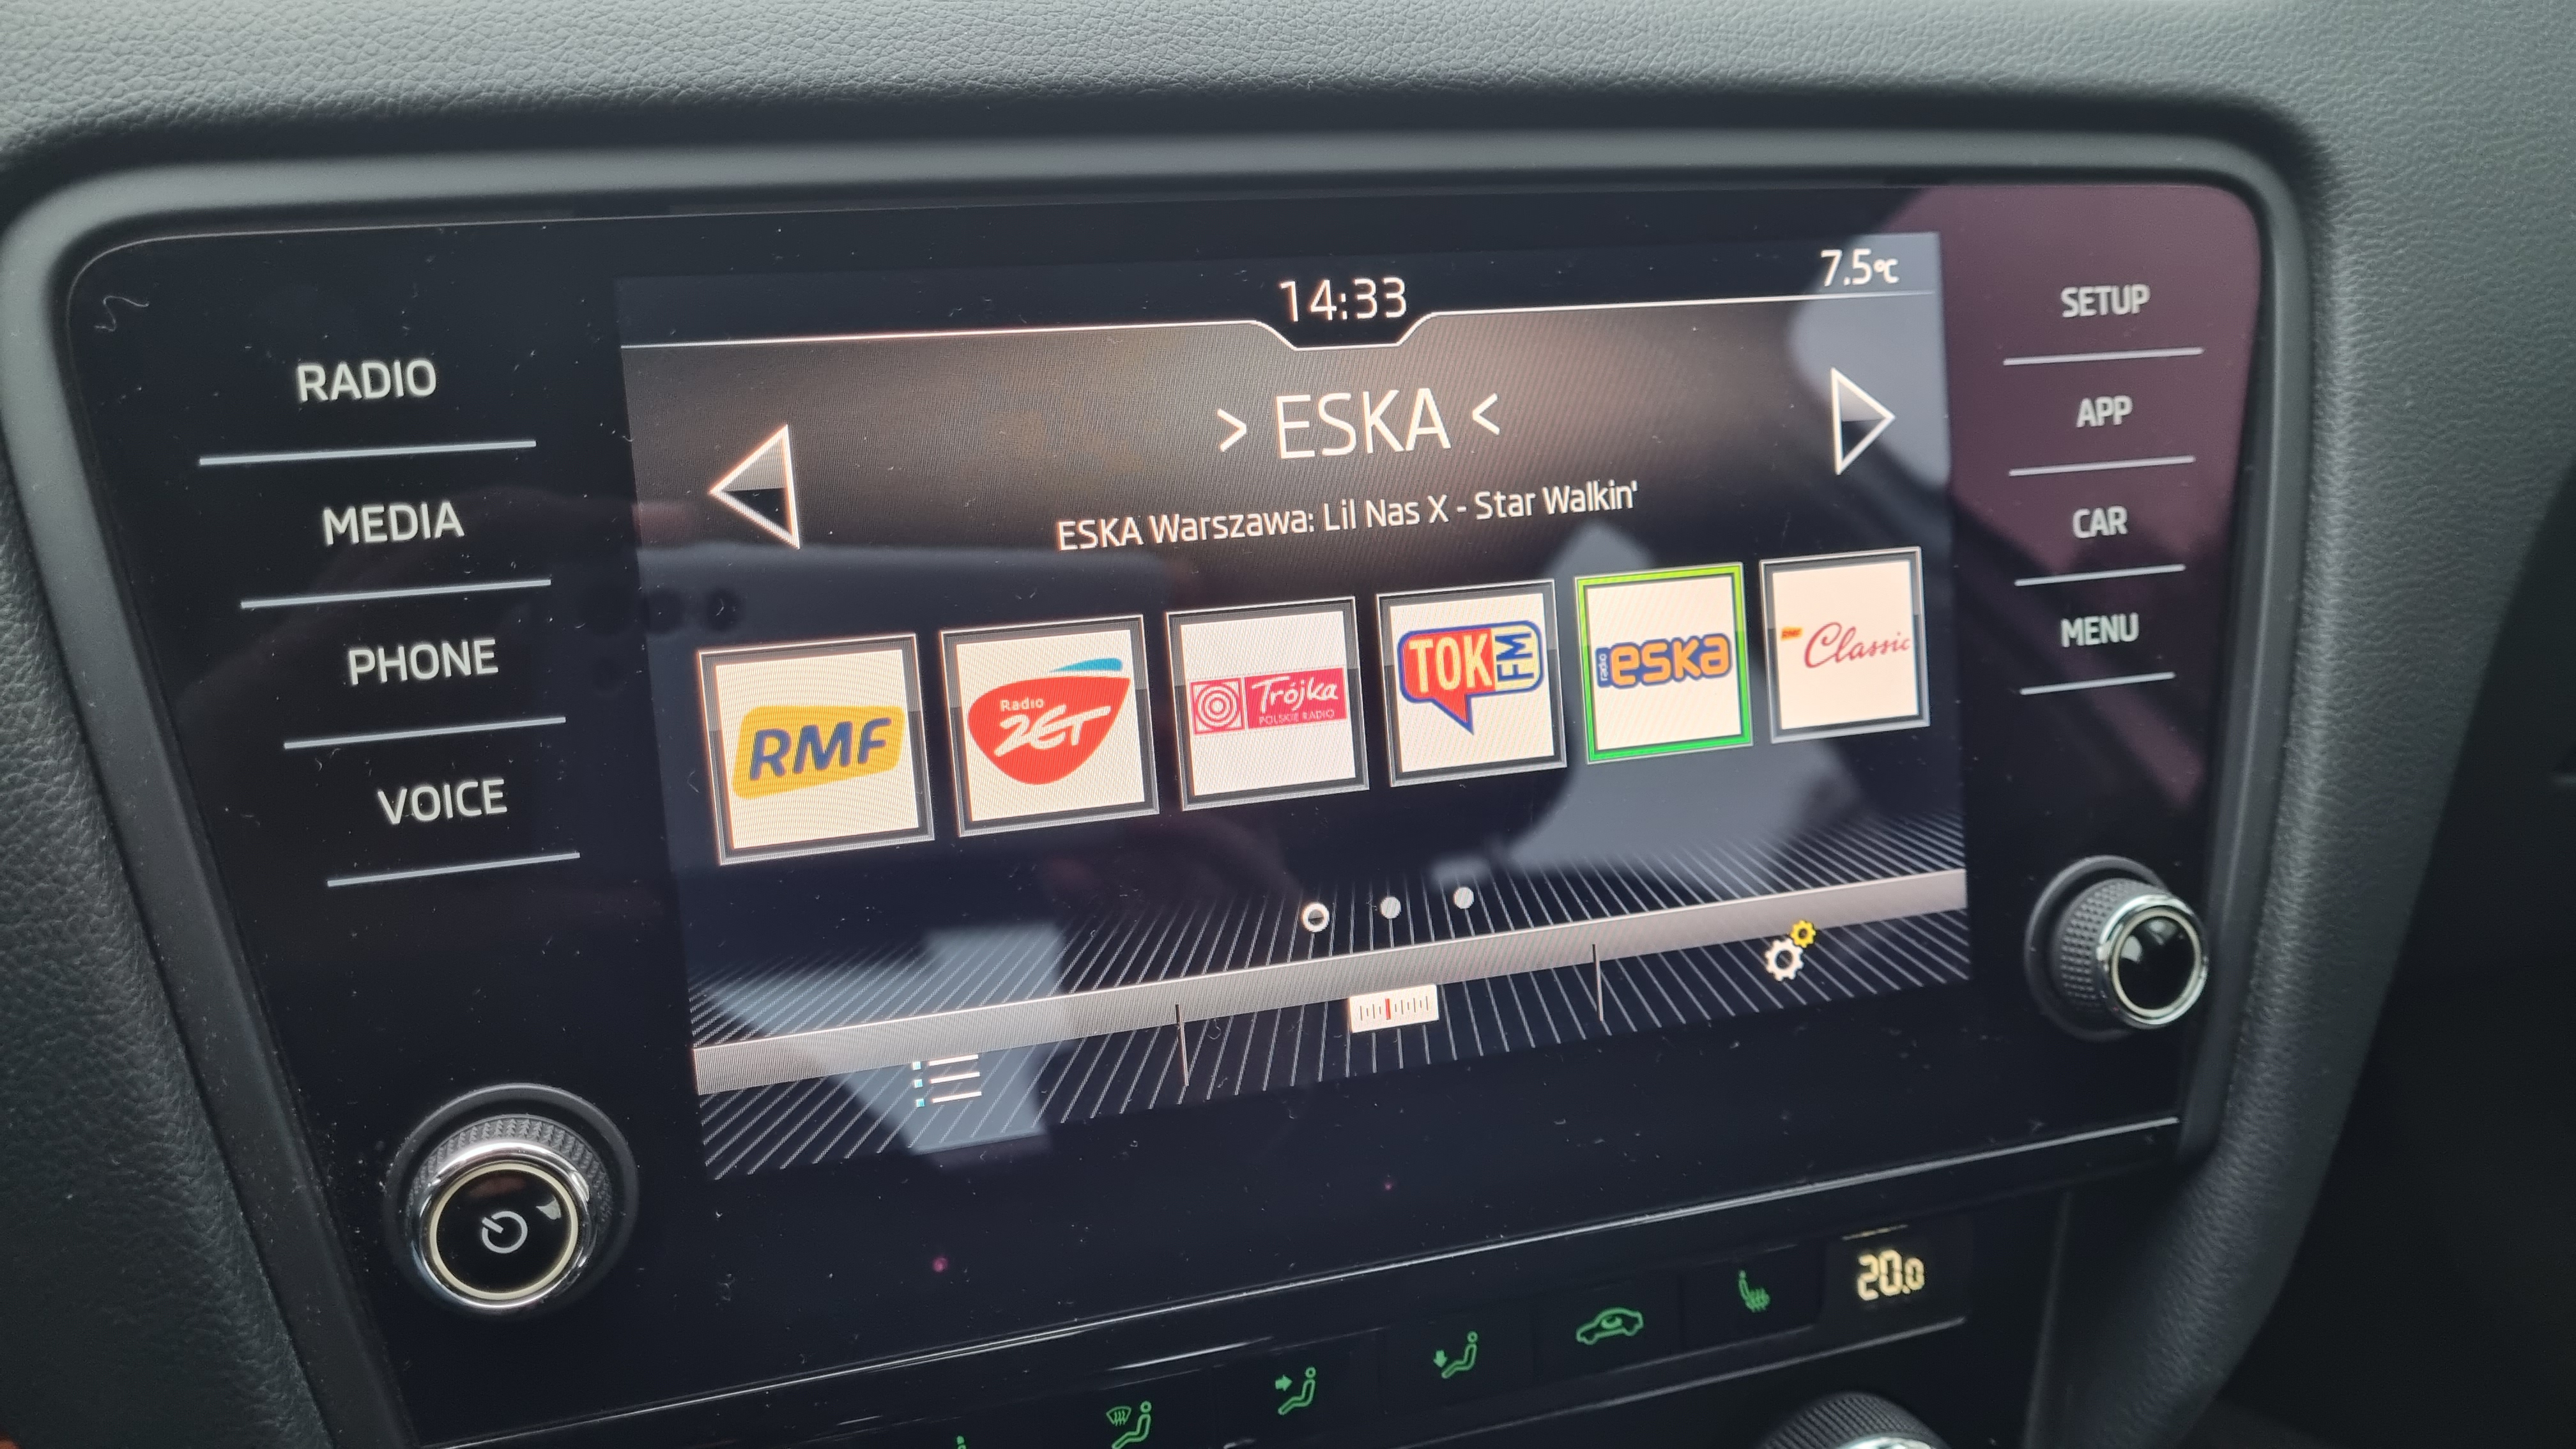 14:33
7.5°C
RADIO
MEDIA
PHONE
VOICE
> ESKA <
ESKA Warszawa: Lil Nas X - Star Walkin'
RMF
Radio
ZET
Trójka
POLSKIE RADIO
TOK
FM
radio
eska
RMF
Classic
SETUP
APP
CAR
MENU
20.0